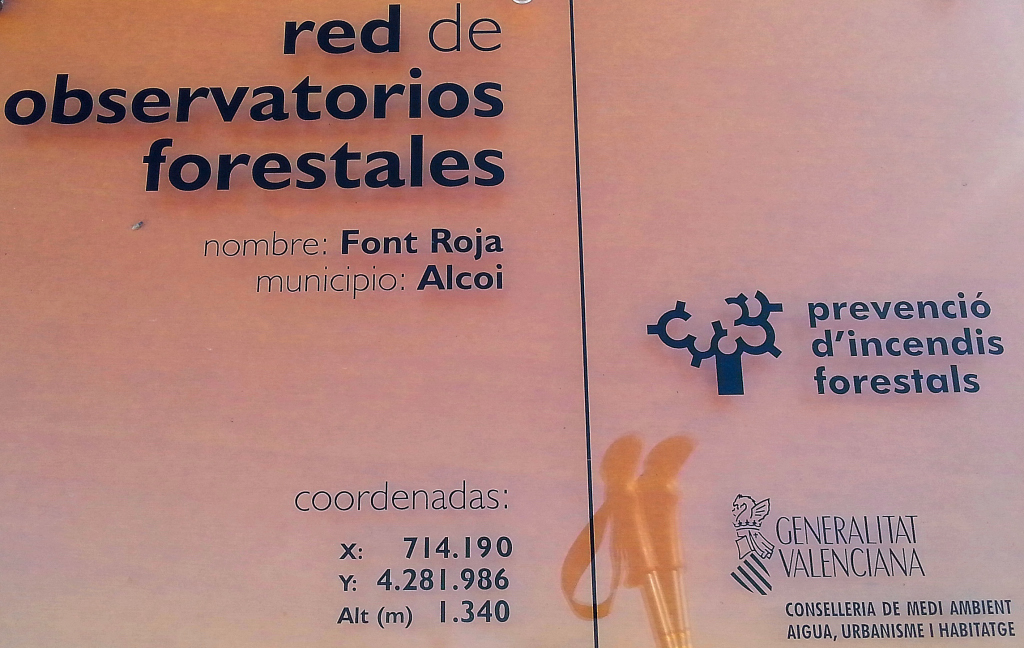 red de
observatorios
forestales
nombre: Font Roja
municipio: Alcoi
coordenadas:
X: 714.190
Y: 4.281.986
Alt (m) 1.340
prevenció
d'incendis
forestals
GENERALITAT
VALENCIANA
CONSELLERIA DE MEDI AMBIENT
AIGUA, URBANISME I HABITATGE